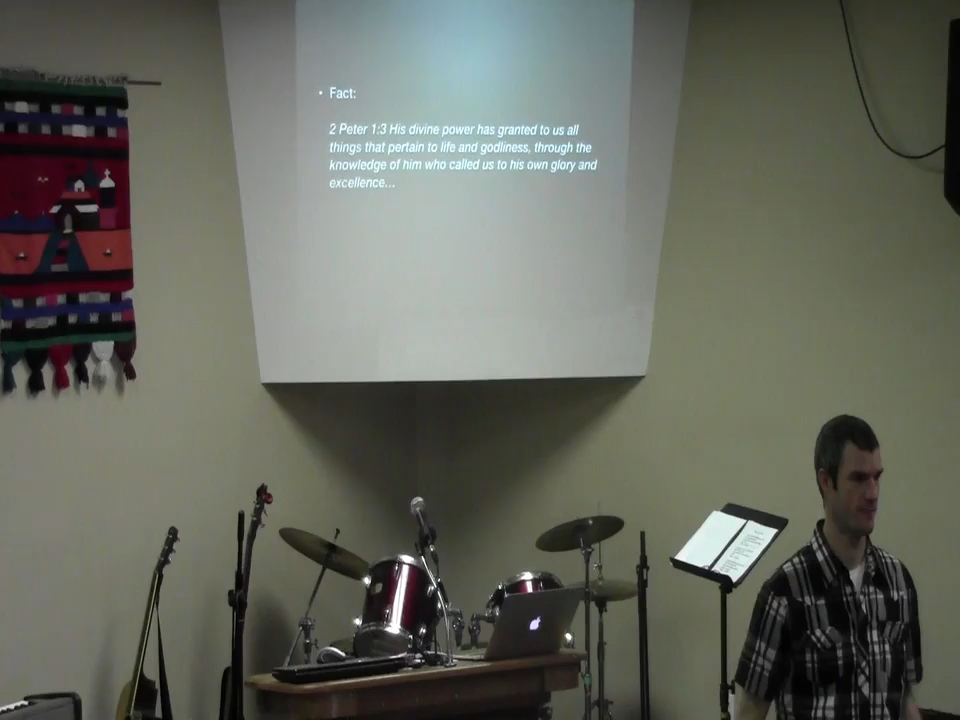 • Fact:
2 Peter 1:3 His divine power has granted to us all
things that pertain to life and godliness, through the
knowledge of him who called us to his own glory and
excellence…